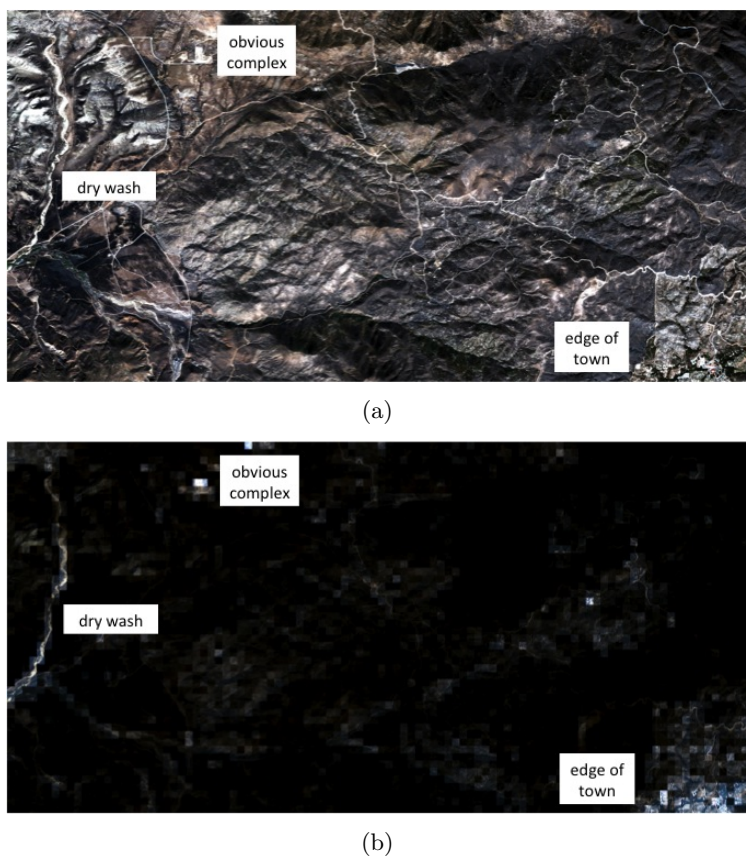 obvious
complex
dry wash
edge of
town
(a)
obvious
complex
dry wash
edge of
town
(b)